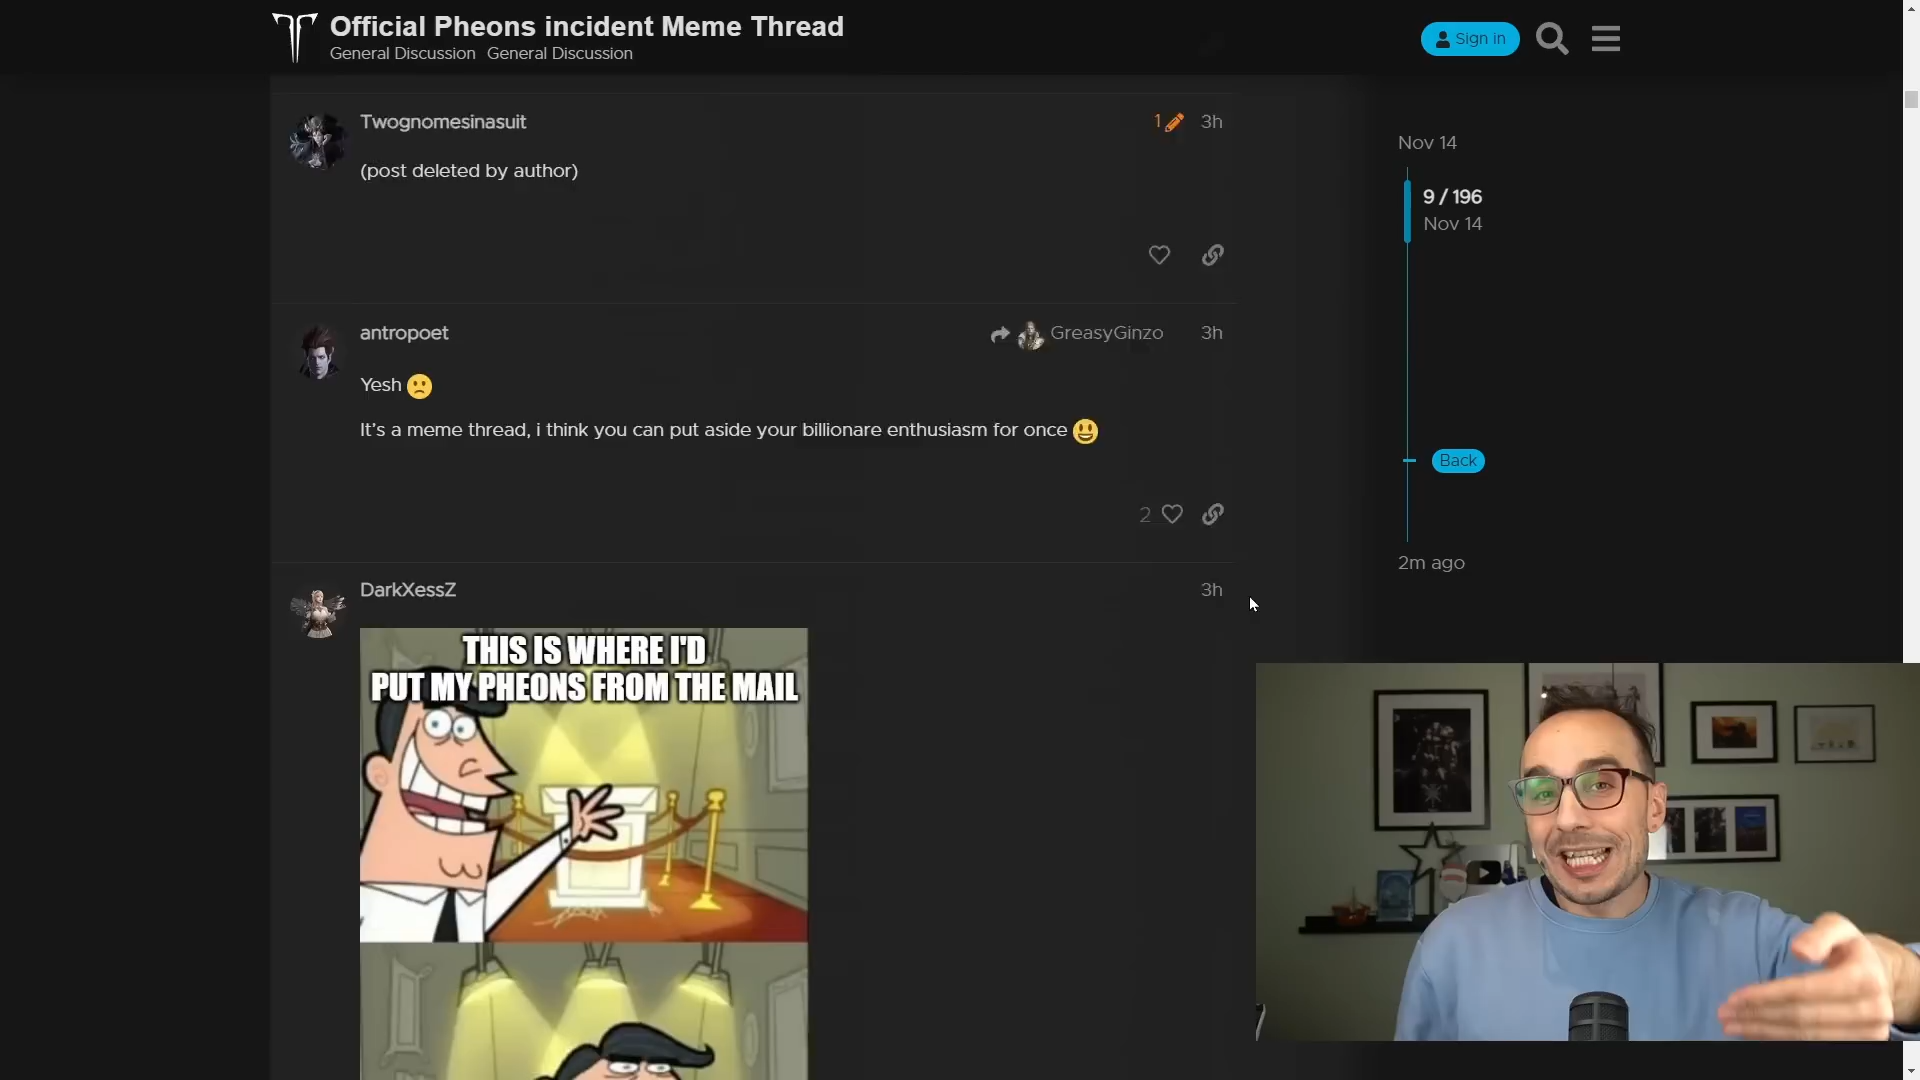 Official Pheons incident Meme Thread
General Discussion General Discussion
Sign in
Twognomesinasuit
1
3h
(post deleted by author)
antropoet
GreasyGinzo
3h
Yesh
It's a meme thread, i think you can put aside your billionare enthusiasm for once
2
DarkXessZ
3h
THIS IS WHERE I'D
PUT MY PHEONS FROM THE MAIL
Nov 14
9 / 196
Nov 14
Back
2m ago